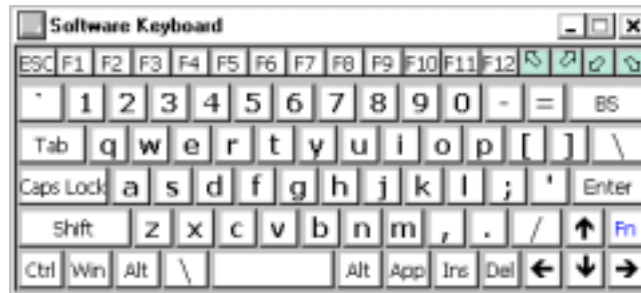 Software Keyboard
ESC F1 F2 F3 F4 F5 F6 F7 F8 F9 F10 F11 F12
` 1 2 3 4 5 6 7 8 9 0 - = BS
Tab q w e r t y u i o p [ ] \
Caps Lock a s d f g h j k l ; ' Enter
Shift z x c v b n m , . / ↑ Fn
Ctrl Win Alt \ Alt App Ins Del ← ↓ →